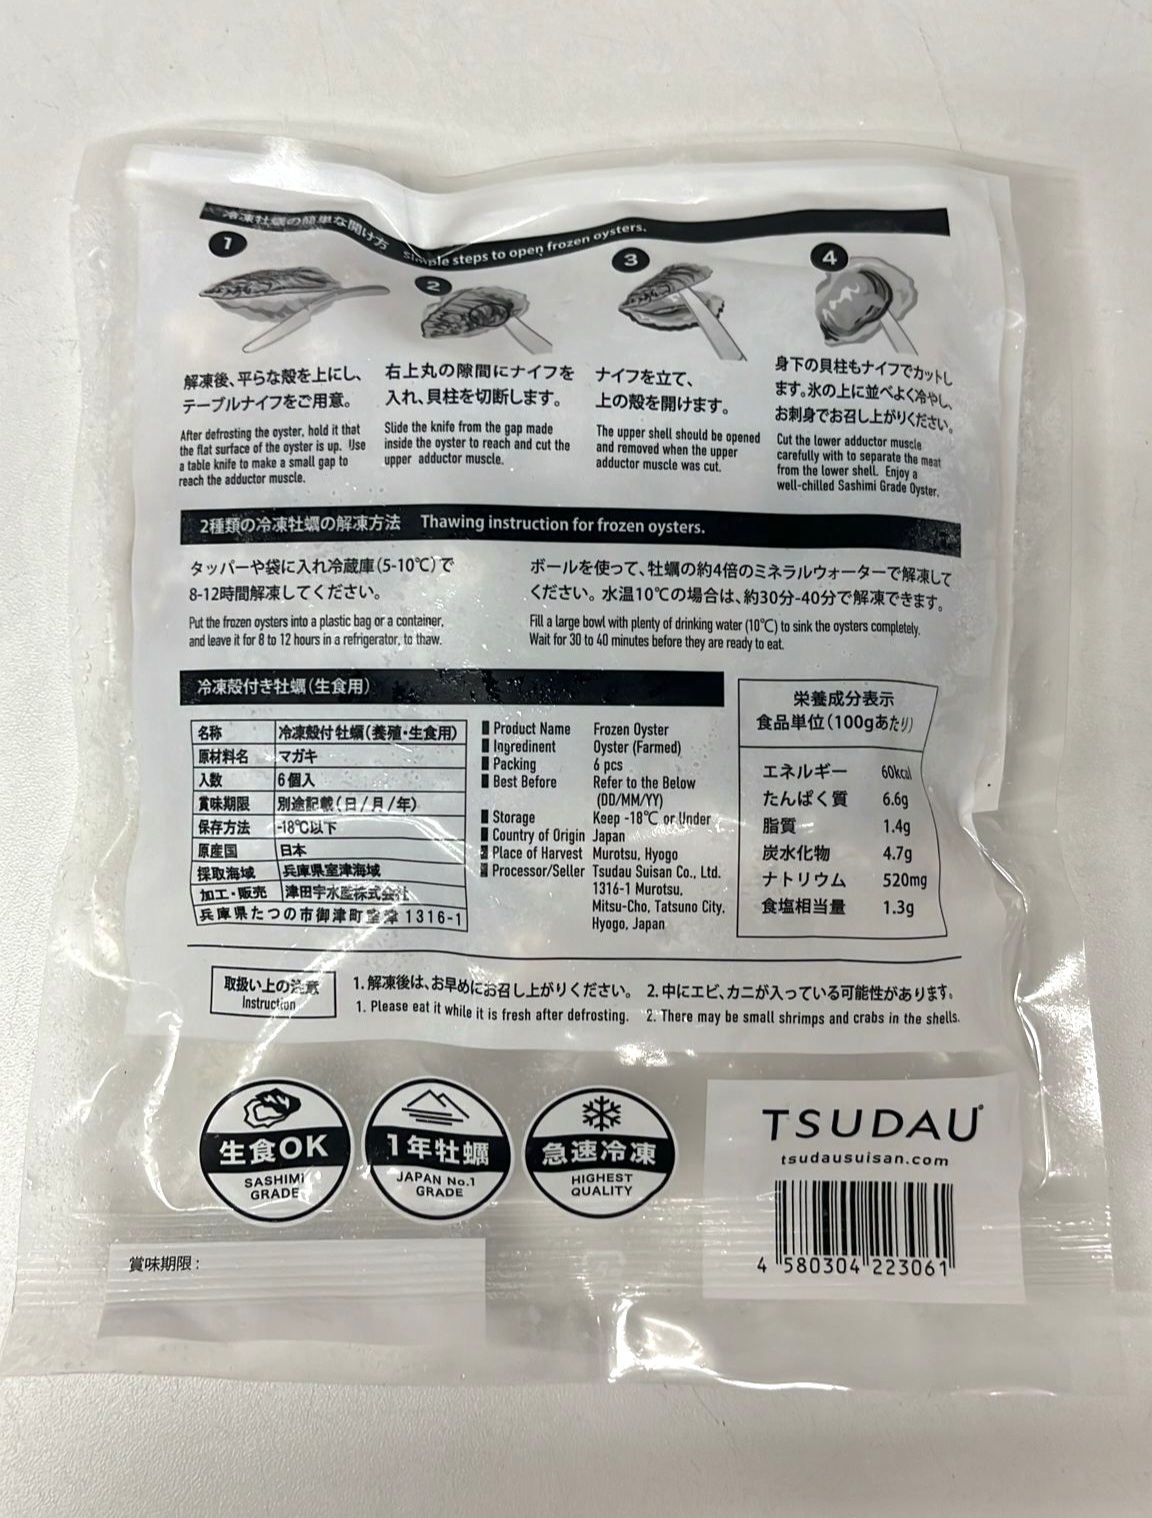 冷凍牡蠣の簡単な開け方 Simple steps to open frozen oysters.
1
解凍後、平らな殻を上にし、
テーブルナイフをご用意。
After defrosting the oyster, hold it that
the flat surface of the oyster is up. Use
a table knife to make a small gap to
reach the adductor muscle.
2
右上丸の隙間にナイフを
入れ、貝柱を切断します。
Slide the knife from the gap made
inside the oyster to reach and cut the
upper adductor muscle.
3
ナイフを立て、
上の殻を開けます。
The upper shell should be opened
and removed when the upper
adductor muscle was cut.
4
身下の貝柱もナイフでカットし
ます。氷の上に並べよく冷やし、
お刺身でお召し上がりください。
Cut the lower adductor muscle
carefully with to separate the meat
from the lower shell. Enjoy a
well-chilled Sashimi Grade Oyster.
2種類の冷凍牡蠣の解凍方法 Thawing instruction for frozen oysters.
タッパーや袋に入れ冷蔵庫(5-10℃)で
8-12時間解凍してください。
Put the frozen oysters into a plastic bag or a container,
and leave it for 8 to 12 hours in a refrigerator, to thaw.
ボールを使って、牡蠣の約4倍のミネラルウォーターで解凍して
ください。水温10℃の場合は、約30分-40分で解凍できます。
Fill a large bowl with plenty of drinking water (10℃) to sink the oysters completely.
Wait for 30 to 40 minutes before they are ready to eat.
冷凍殻付き牡蠣(生食用)
名称 冷凍殻付牡蠣(養殖・生食用)
原材料名 マガキ
入数 6個入
賞味期限 別途記載(日/月/年)
保存方法 -18℃以下
原産国 日本
採取海域 兵庫県室津海域
加工・販売 津田宇水産株式会社
兵庫県たつの市御津町室津1316-1
Product Name Frozen Oyster
Ingredinent Oyster (Farmed)
Packing 6 pcs
Best Before Refer to the Below
(DD/MM/YY)
Storage Keep -18℃ or Under
Country of Origin Japan
Place of Harvest Murotsu, Hyogo
Processor/Seller Tsudau Suisan Co., Ltd.
1316-1 Murotsu,
Mitsu-Cho, Tatsuno City.
Hyogo, Japan
栄養成分表示
食品単位(100gあたり)
エネルギー 60kcal
たんぱく質 6.6g
脂質 1.4g
炭水化物 4.7g
ナトリウム 520mg
食塩相当量 1.3g
取扱い上の注意
Instruction
1.解凍後は、お早めにお召し上がりください。 2.中にエビ、カニが入っている可能性があります。
1. Please eat it while it is fresh after defrosting. 2. There may be small shrimps and crabs in the shells.
生食OK
SASHIMI
GRADE
1年牡蠣
JAPAN No.1
GRADE
急速冷凍
HIGHEST
QUALITY
TSUDAU
tsudausuisan.com
4 580304 223061
賞味期限: